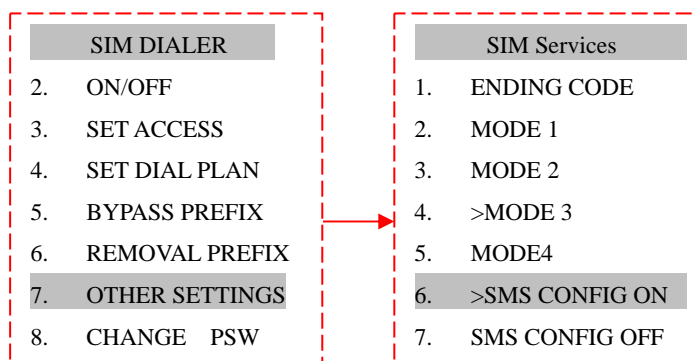 SIM DIALER
2. ON/OFF
3. SET ACCESS
4. SET DIAL PLAN
5. BYPASS PREFIX
6. REMOVAL PREFIX
7. OTHER SETTINGS
8. CHANGE PSW
SIM Services
1. ENDING CODE
2. MODE 1
3. MODE 2
4. >MODE 3
5. MODE4
6. >SMS CONFIG ON
7. SMS CONFIG OFF